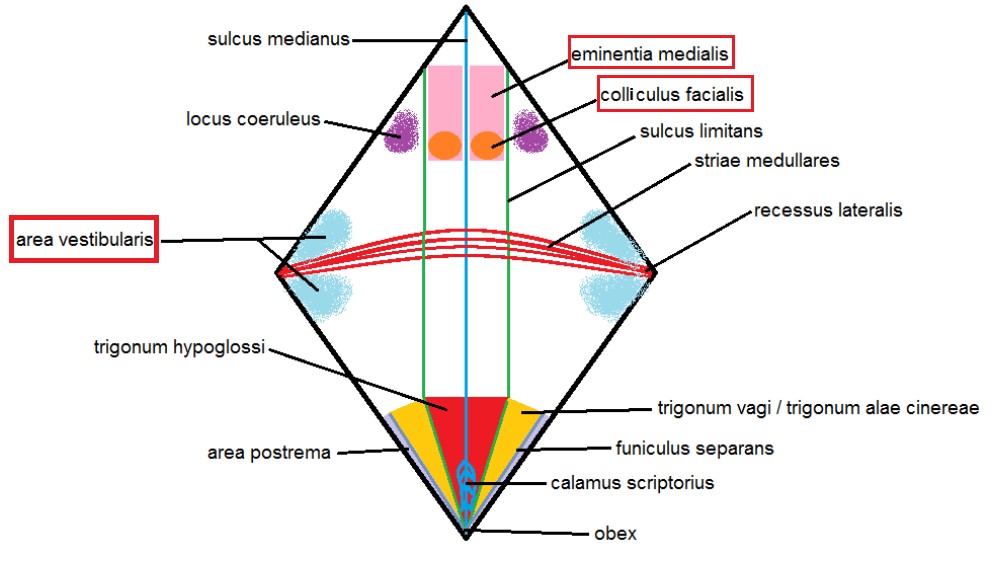 sulcus medianus
eminentia medialis
colliculus facialis
locus coeruleus
sulcus limitans
striae medullares
recessus lateralis
area vestibularis
trigonum hypoglossi
trigonum vagi / trigonum alae cinereae
area postrema
funiculus separans
calamus scriptorius
obex